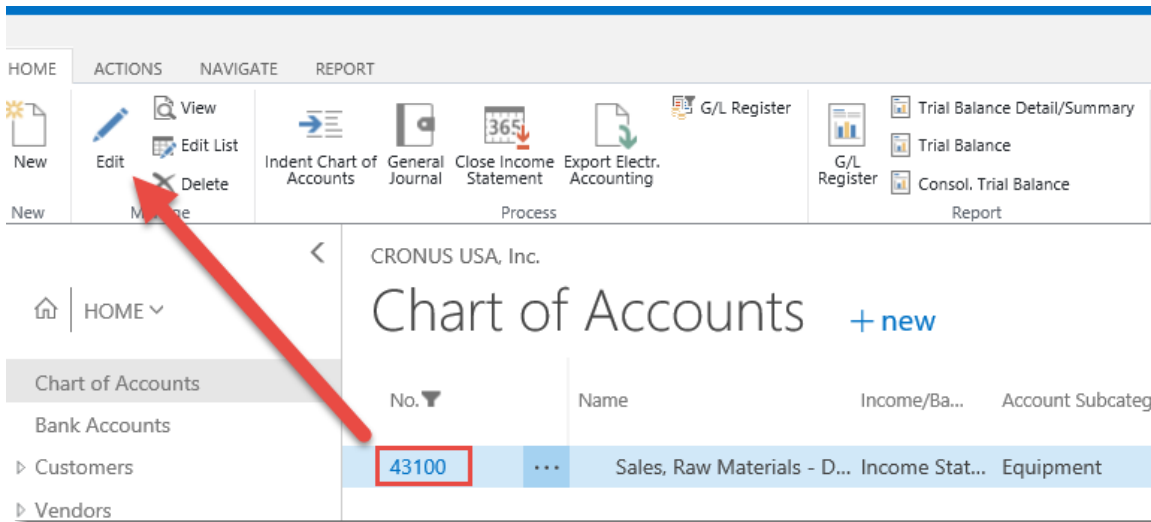 HOME ACTIONS NAVIGATE REPORT
New
Edit
View
Edit List
Delete
Indent Chart of
Accounts
General
Journal
365
Close Income
Statement
Export Electr.
Accounting
G/L Register
G/L
Register
Trial Balance Detail/Summary
Trial Balance
Consol. Trial Balance
New Process Report
CRONUS USA, Inc.
HOME
Chart of Accounts + new
Chart of Accounts
Bank Accounts
Customers
Vendors
No. Name Income/Ba... Account Subcateg
43100 ... Sales, Raw Materials - D... Income Stat... Equipment